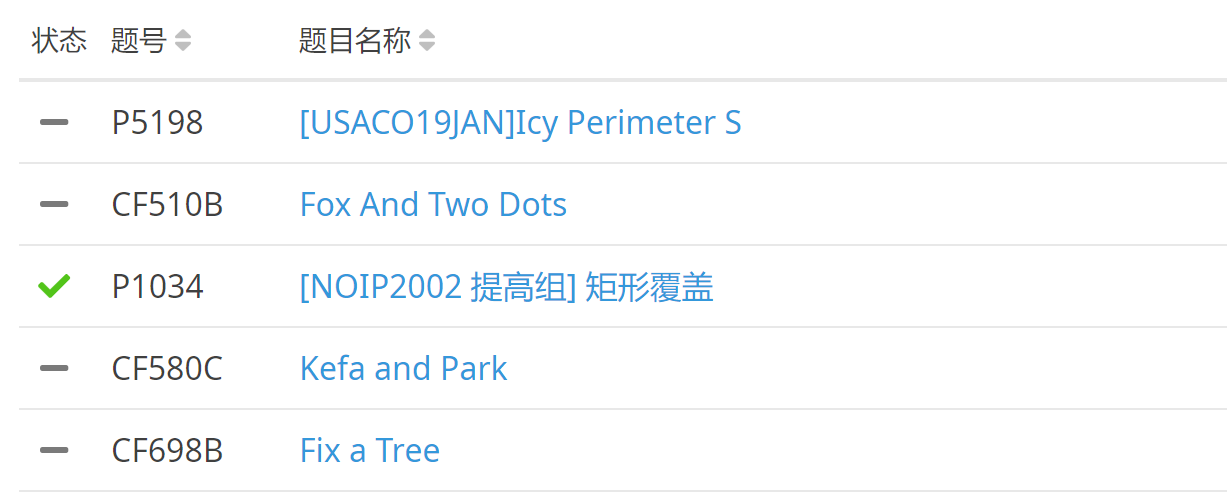 状态 题号 题目名称
P5198 [USACO19JAN]Icy Perimeter S
CF510B Fox And Two Dots
P1034 [NOIP2002 提高组] 矩形覆盖
CF580C Kefa and Park
CF698B Fix a Tree